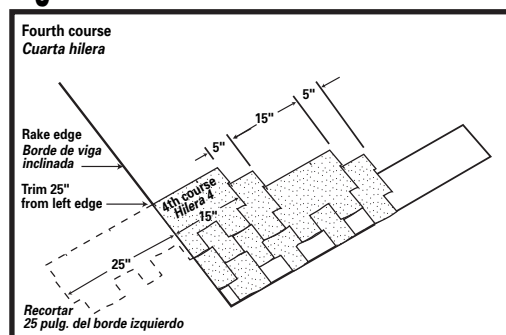 Fourth course
Cuarta hilera
5"
15"
5"
Rake edge
Borde de viga
inclinada
Trim 25"
from left edge
4th course
Hilera 4
15"
25"
Recortar
25 pulg. del borde izquierdo